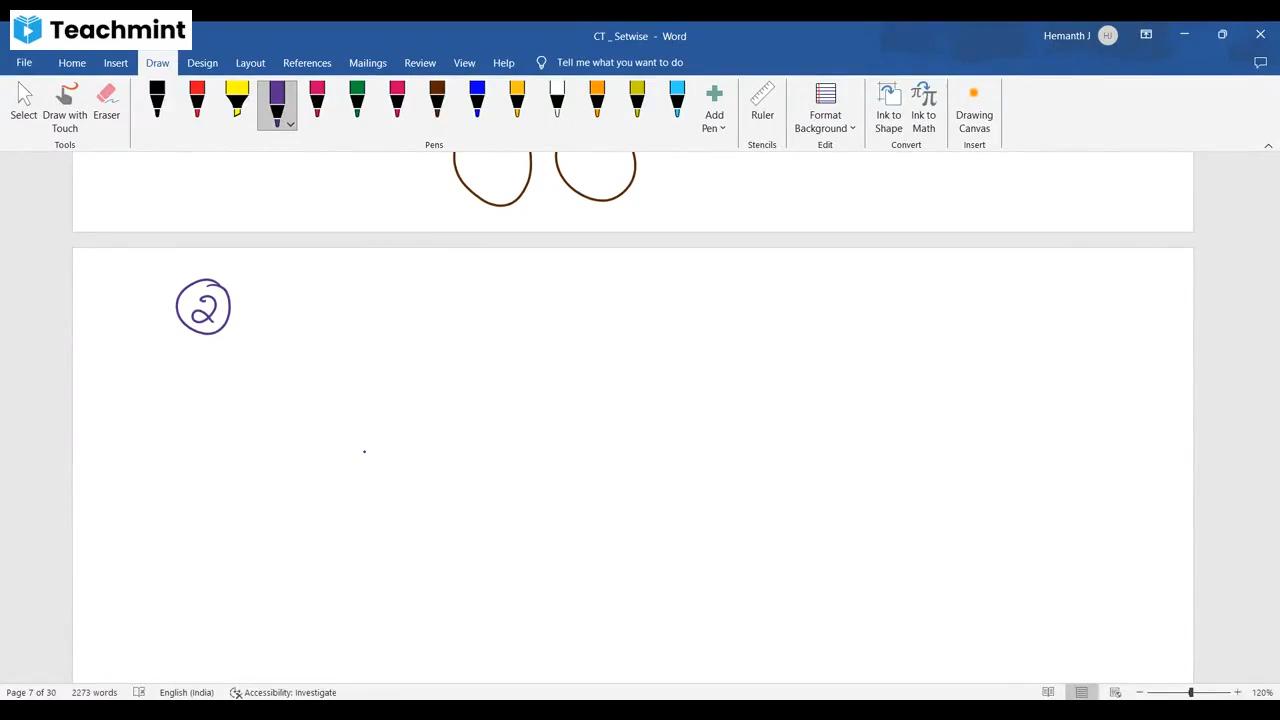 Teachmint
CT _ Setwise - Word
Hemanth J HJ
File Home Insert Draw Design Layout References Mailings Review View Help Tell me what you want to do
Select Draw with Touch Eraser
Add Pen
Ruler
Format Background
Ink to Shape
Ink to Math
Drawing Canvas
Tools Pens Stencils Edit Convert Insert
2
Page 7 of 30 2273 words English (India) Accessibility: Investigate 120%